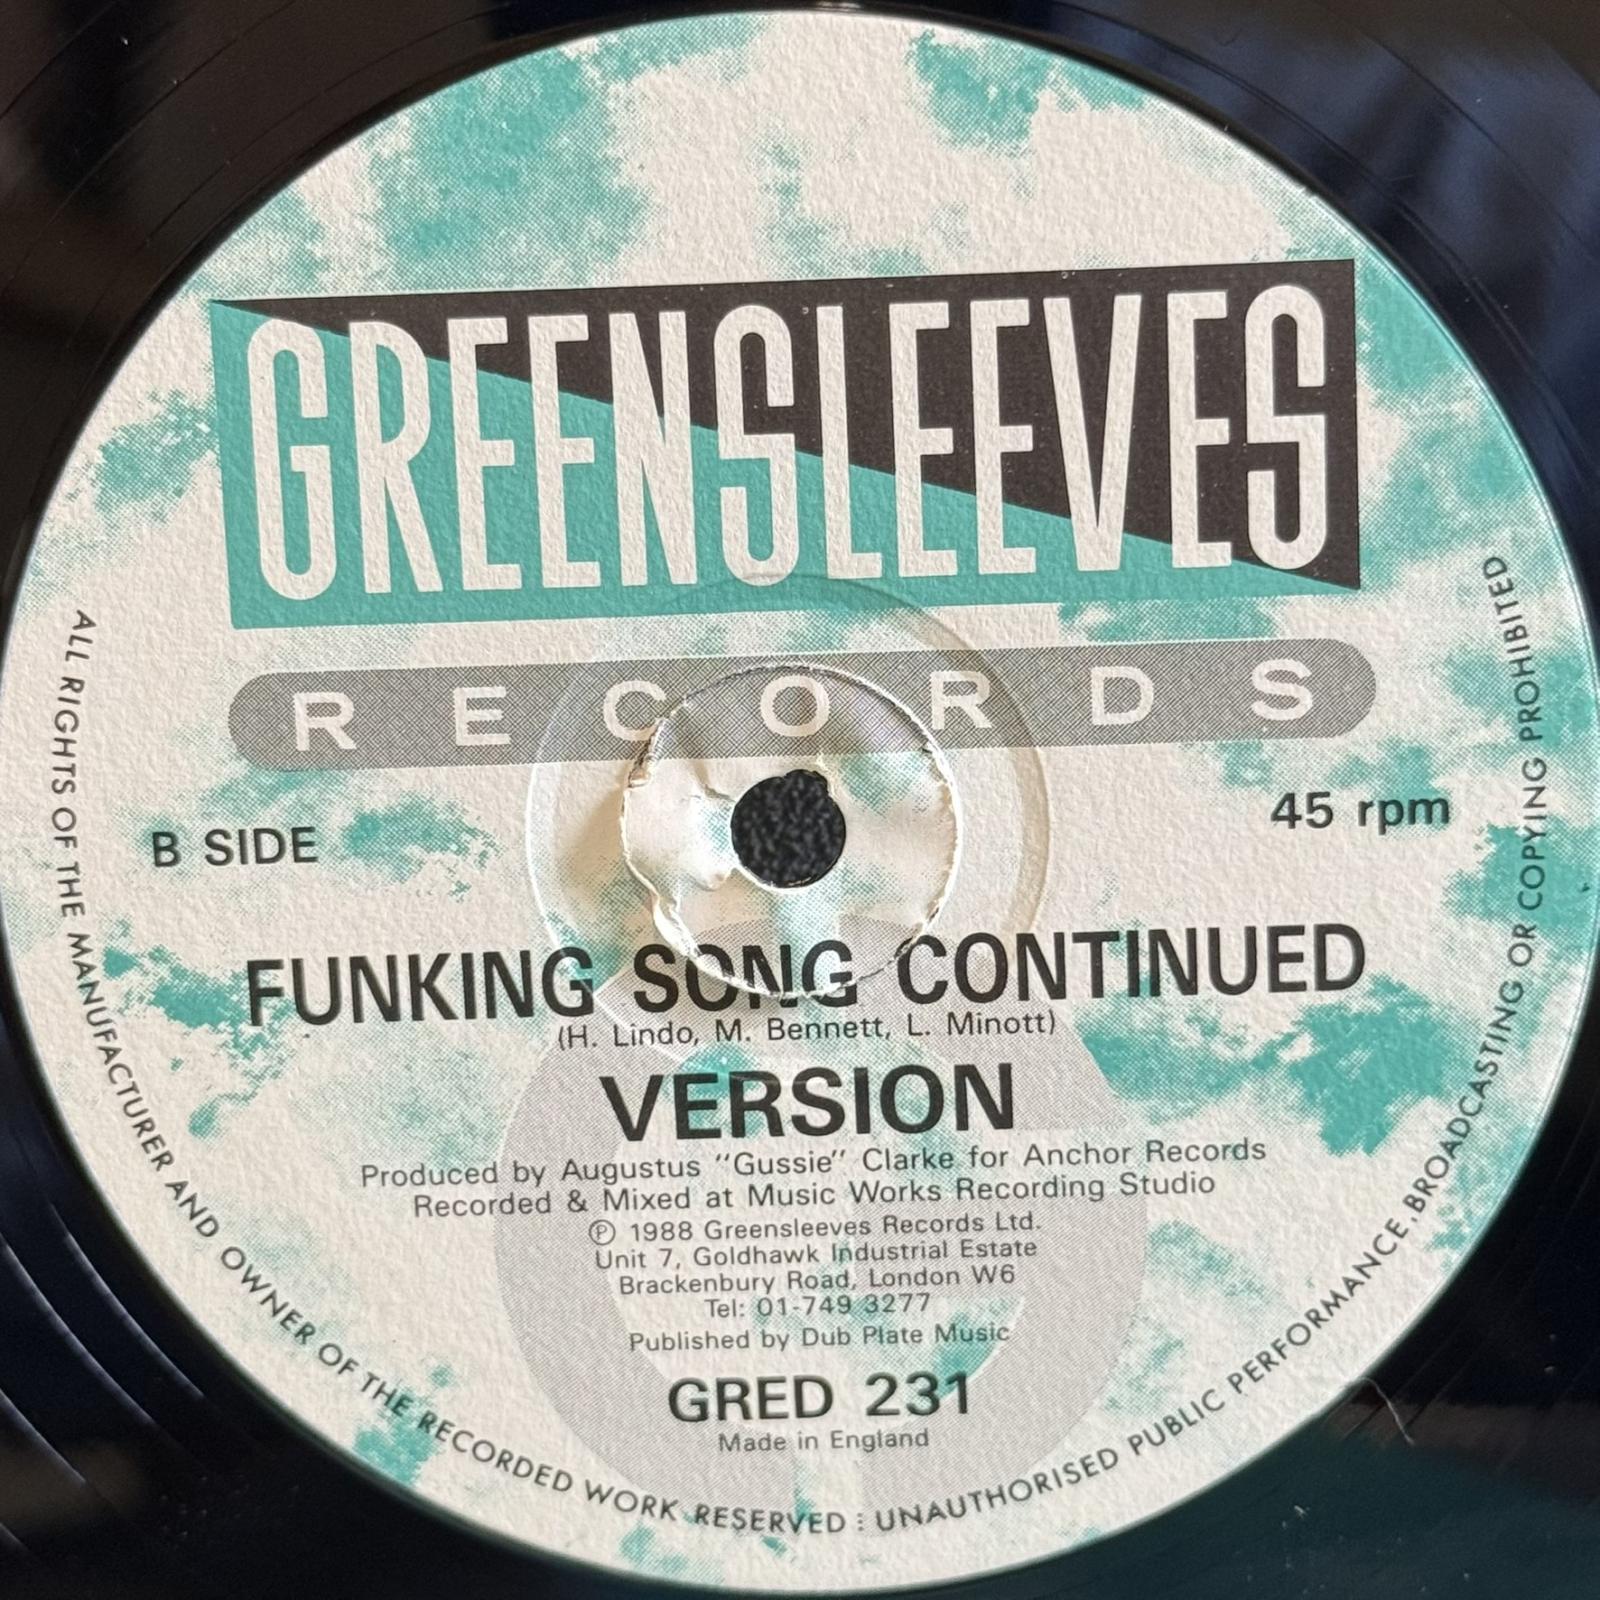 GREENSLEEVES
RECORDS
B SIDE
45 rpm
FUNKING SONG CONTINUED
(H. Lindo, M. Bennett, L. Minott)
VERSION
Produced by Augustus "Gussie" Clarke for Anchor Records
Recorded & Mixed at Music Works Recording Studio
℗ 1988 Greensleeves Records Ltd.
Unit 7, Goldhawk Industrial Estate
Brackenbury Road, London W6
Tel: 01-749 3277
Published by Dub Plate Music
GRED 231
Made in England
ALL RIGHTS OF THE MANUFACTURER AND OWNER OF THE RECORDED WORK RESERVED : UNAUTHORISED PUBLIC PERFORMANCE, BROADCASTING OR COPYING PROHIBITED